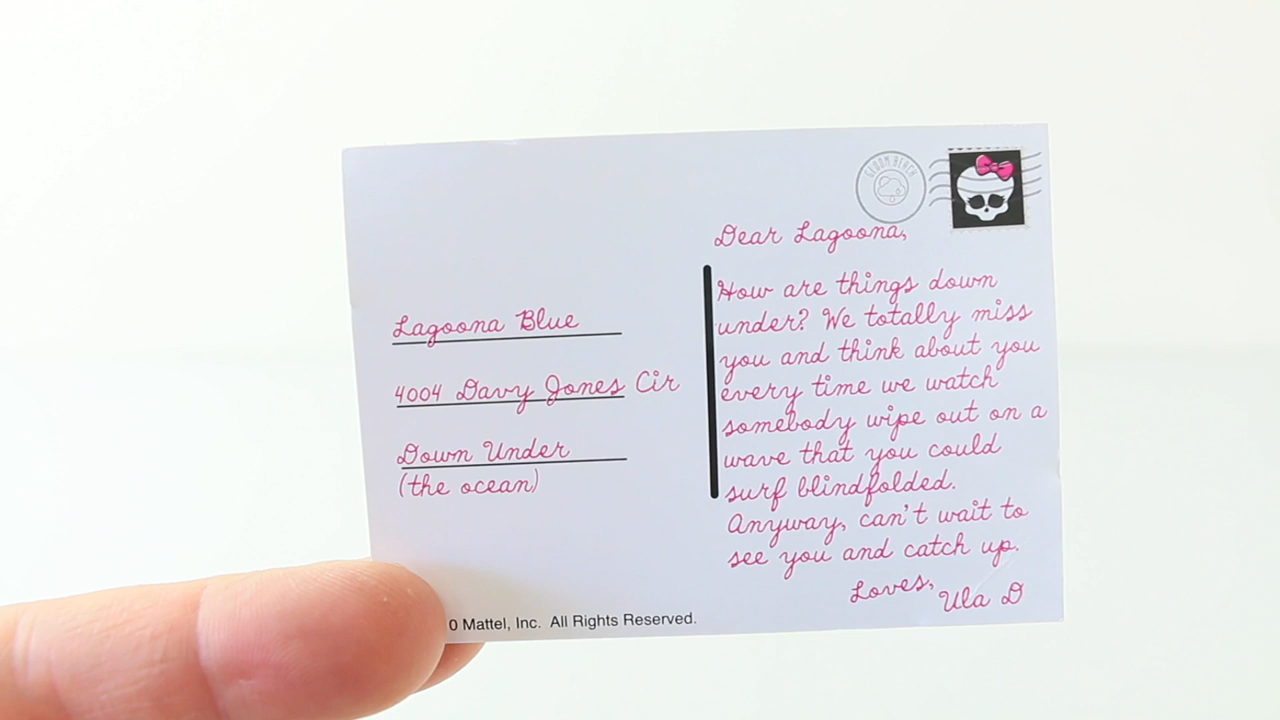 GLOOM BEACH
Lagoona Blue
4004 Davy Jones Cir
Down Under
(the ocean)
Dear Lagoona,
How are things down
under? We totally miss
you and think about you
every time we watch
somebody wipe out on a
wave that you could
surf blindfolded.
Anyway, can't wait to
see you and catch up.
Loves,
Ula D
0 Mattel, Inc. All Rights Reserved.